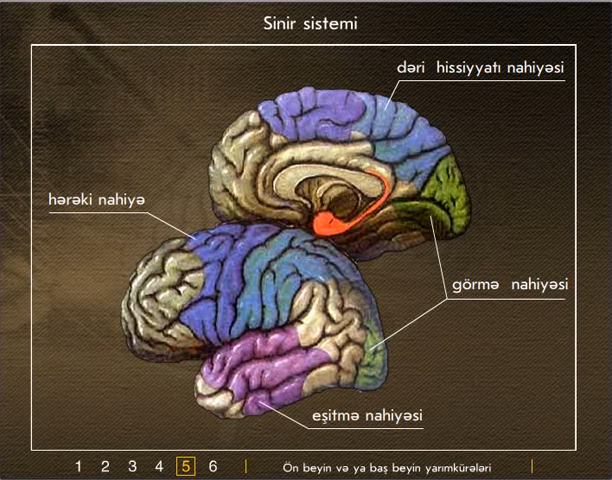 Sinir sistemi
dəri hissiyyatı nahiyəsi
hərəki nahiyə
görmə nahiyəsi
eşitmə nahiyəsi
1 2 3 4 5 6 Ön beyin və ya baş beyin yarımkürələri